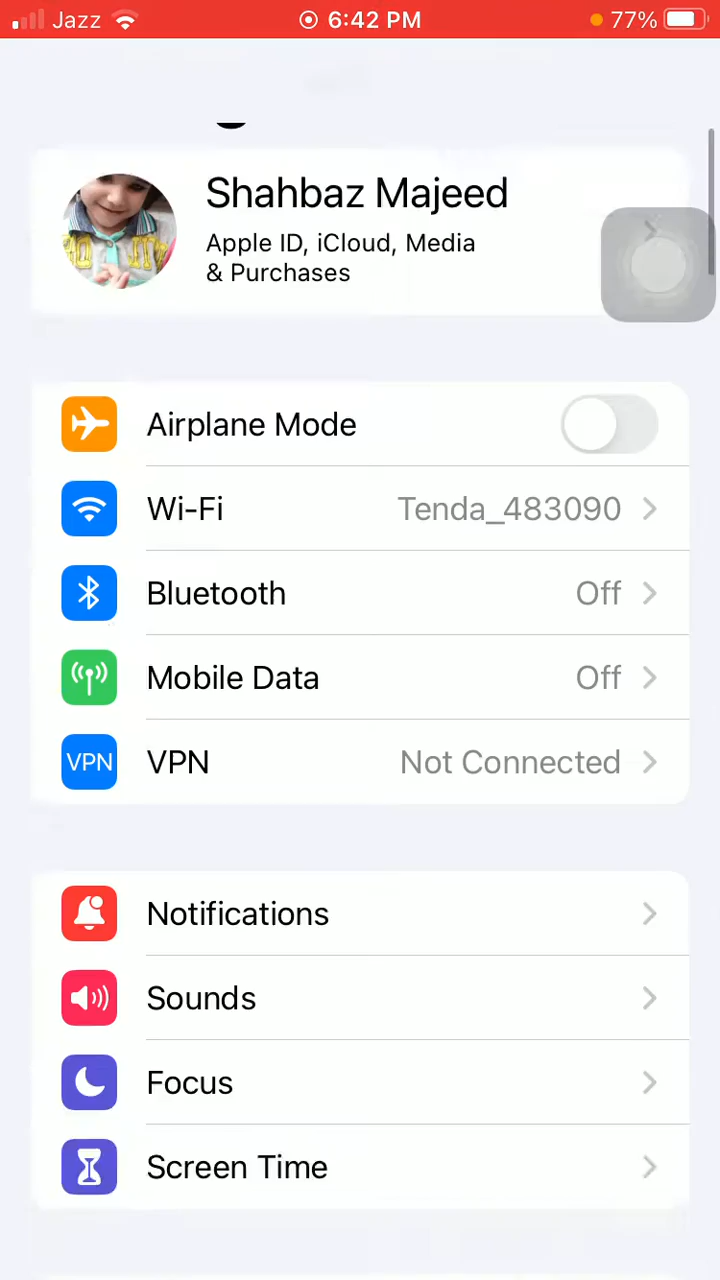 Jazz 6:42 PM 77%
Shahbaz Majeed
Apple ID, iCloud, Media
& Purchases
Airplane Mode
Wi-Fi Tenda_483090
Bluetooth Off
Mobile Data Off
VPN VPN Not Connected
Notifications
Sounds
Focus
Screen Time